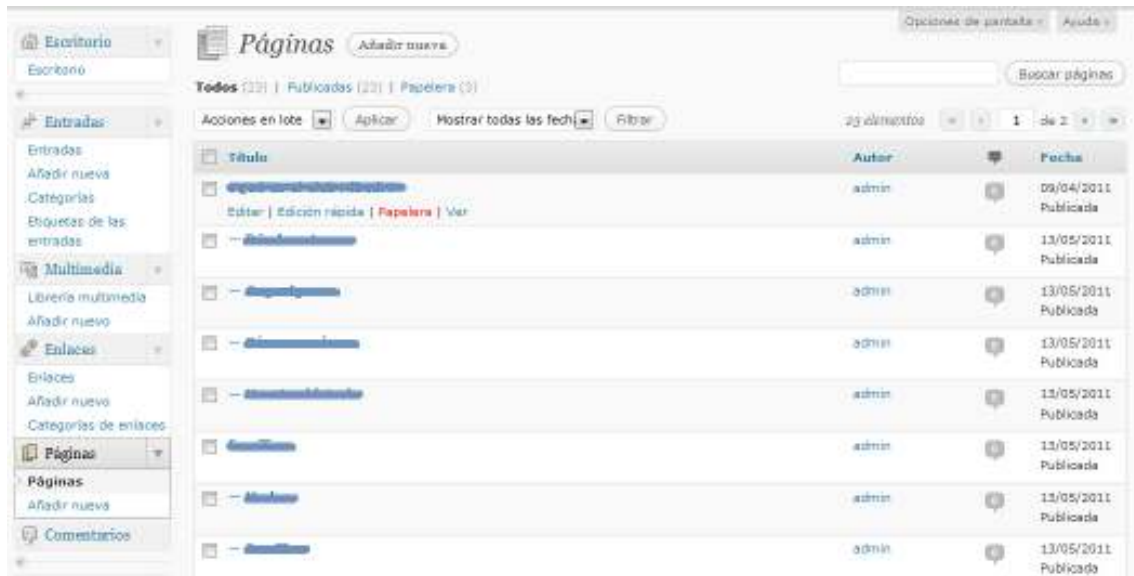 Opciones de pantalla Ayuda
Escritorio
Escritorio
Páginas Añadir nueva
Buscar páginas
Todos (23) | Publicadas (23) | Papelera (3)
Acciones en lote Aplicar Mostrar todas las fech Filtrar 23 elementos « ‹ 1 de 2 › »
Entradas
Entradas
Añadir nueva
Categorías
Etiquetas de las
entradas
Multimedia
Librería multimedia
Añadir nuevo
Enlaces
Enlaces
Añadir nuevo
Categorías de enlaces
Páginas
Páginas
Añadir nueva
Comentarios
Título Autor Fecha
admin 09/04/2011
Editar | Edición rápida | Papelera | Ver Publicada
— admin 13/05/2011
Publicada
— admin 13/05/2011
Publicada
— admin 13/05/2011
Publicada
— admin 13/05/2011
Publicada
admin 13/05/2011
Publicada
— admin 13/05/2011
Publicada
— admin 13/05/2011
Publicada